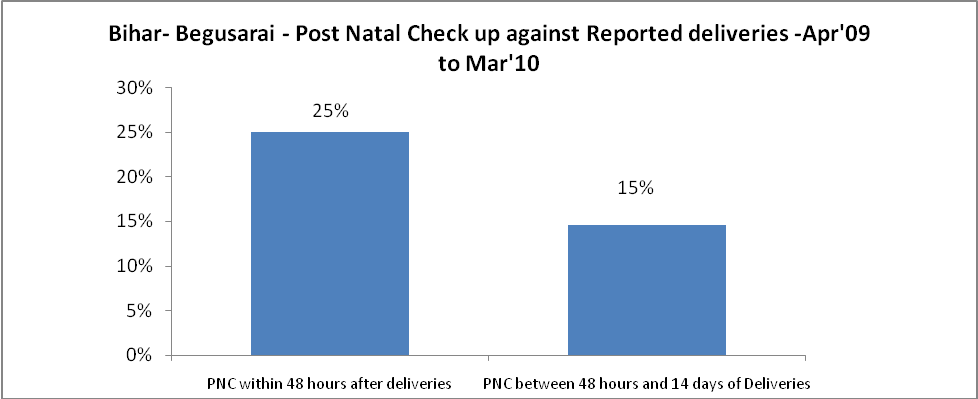 Bihar- Begusarai - Post Natal Check up against Reported deliveries -Apr'09
to Mar'10
30%
25%
20%
15%
10%
5%
0%
25%
15%
PNC within 48 hours after deliveries
PNC between 48 hours and 14 days of Deliveries